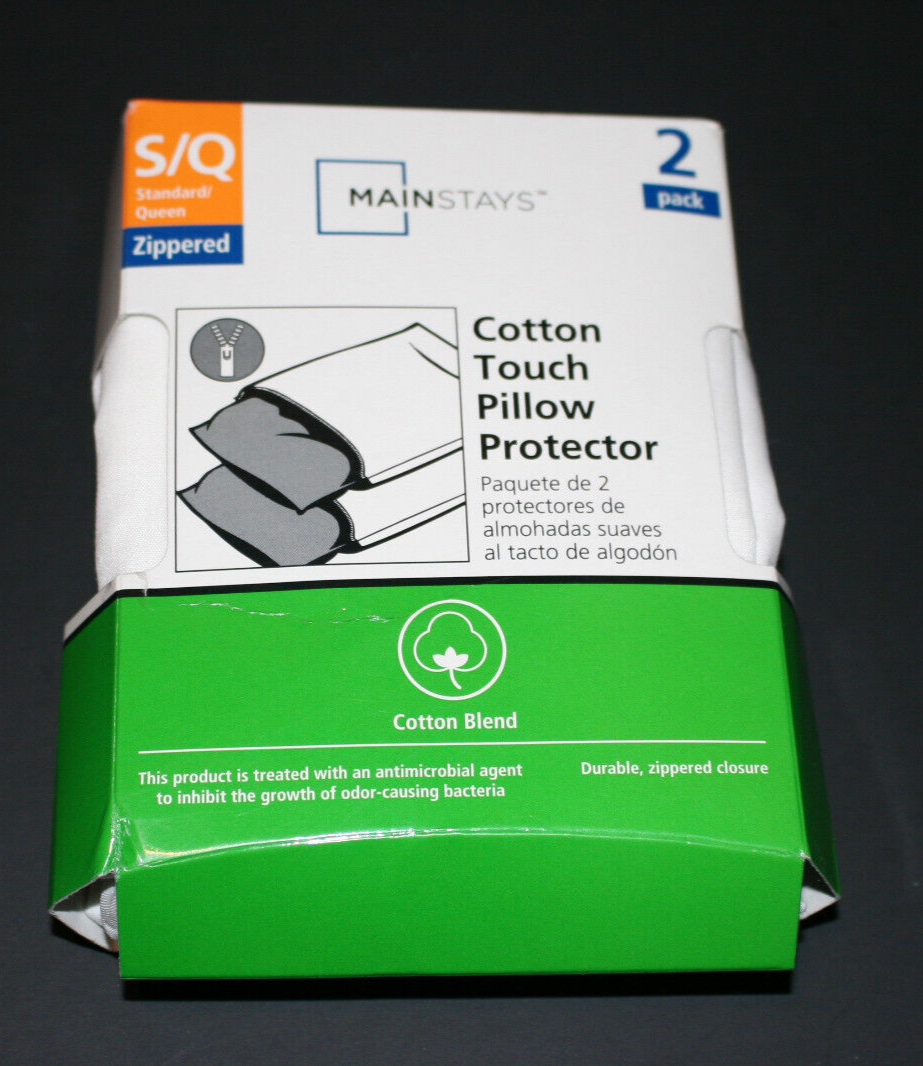 S/Q
Standard/
Queen
Zippered
MAINSTAYS™
2
pack
Cotton
Touch
Pillow
Protector
Paquete de 2
protectores de
almohadas suaves
al tacto de algodón
Cotton Blend
This product is treated with an antimicrobial agent
to inhibit the growth of odor-causing bacteria
Durable, zippered closure